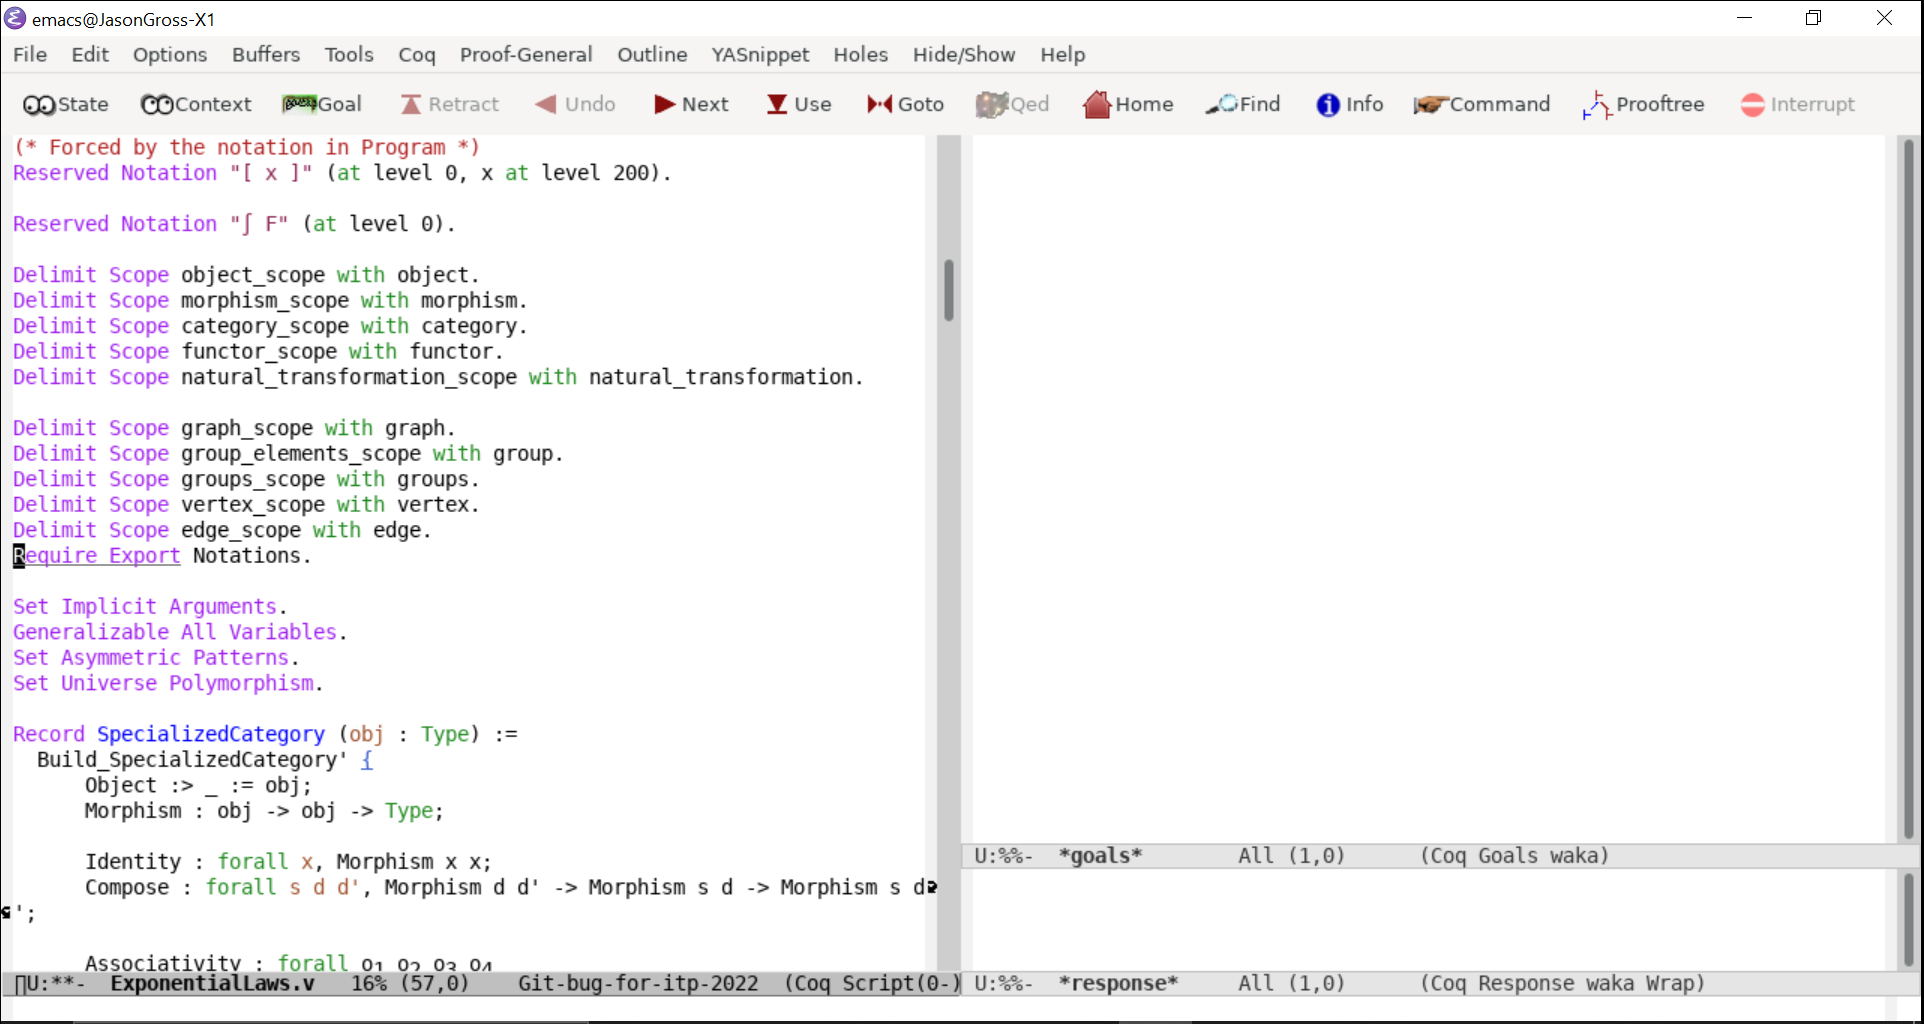 emacs@JasonGross-X1
File Edit Options Buffers Tools Coq Proof-General Outline YASnippet Holes Hide/Show Help
State Context Goal Retract Undo Next Use Goto Qed Home Find Info Command Prooftree Interrupt
(* Forced by the notation in Program *)
Reserved Notation "[ x ]" (at level 0, x at level 200).
Reserved Notation "∫ F" (at level 0).
Delimit Scope object_scope with object.
Delimit Scope morphism_scope with morphism.
Delimit Scope category_scope with category.
Delimit Scope functor_scope with functor.
Delimit Scope natural_transformation_scope with natural_transformation.
Delimit Scope graph_scope with graph.
Delimit Scope group_elements_scope with group.
Delimit Scope groups_scope with groups.
Delimit Scope vertex_scope with vertex.
Delimit Scope edge_scope with edge.
Require Export Notations.
Set Implicit Arguments.
Generalizable All Variables.
Set Asymmetric Patterns.
Set Universe Polymorphism.
Record SpecializedCategory (obj : Type) :=
  Build_SpecializedCategory' {
      Object :> _ := obj;
      Morphism : obj -> obj -> Type;
      Identity : forall x, Morphism x x;
      Compose : forall s d d', Morphism d d' -> Morphism s d -> Morphism s d
';
      Associativity : forall o1 o2 o3 o4
U:**-  ExponentialLaws.v   16% (57,0)    Git-bug-for-itp-2022  (Coq Script(0-)
U:%%-  *goals*        All (1,0)      (Coq Goals waka)
U:%%-  *response*     All (1,0)      (Coq Response waka Wrap)